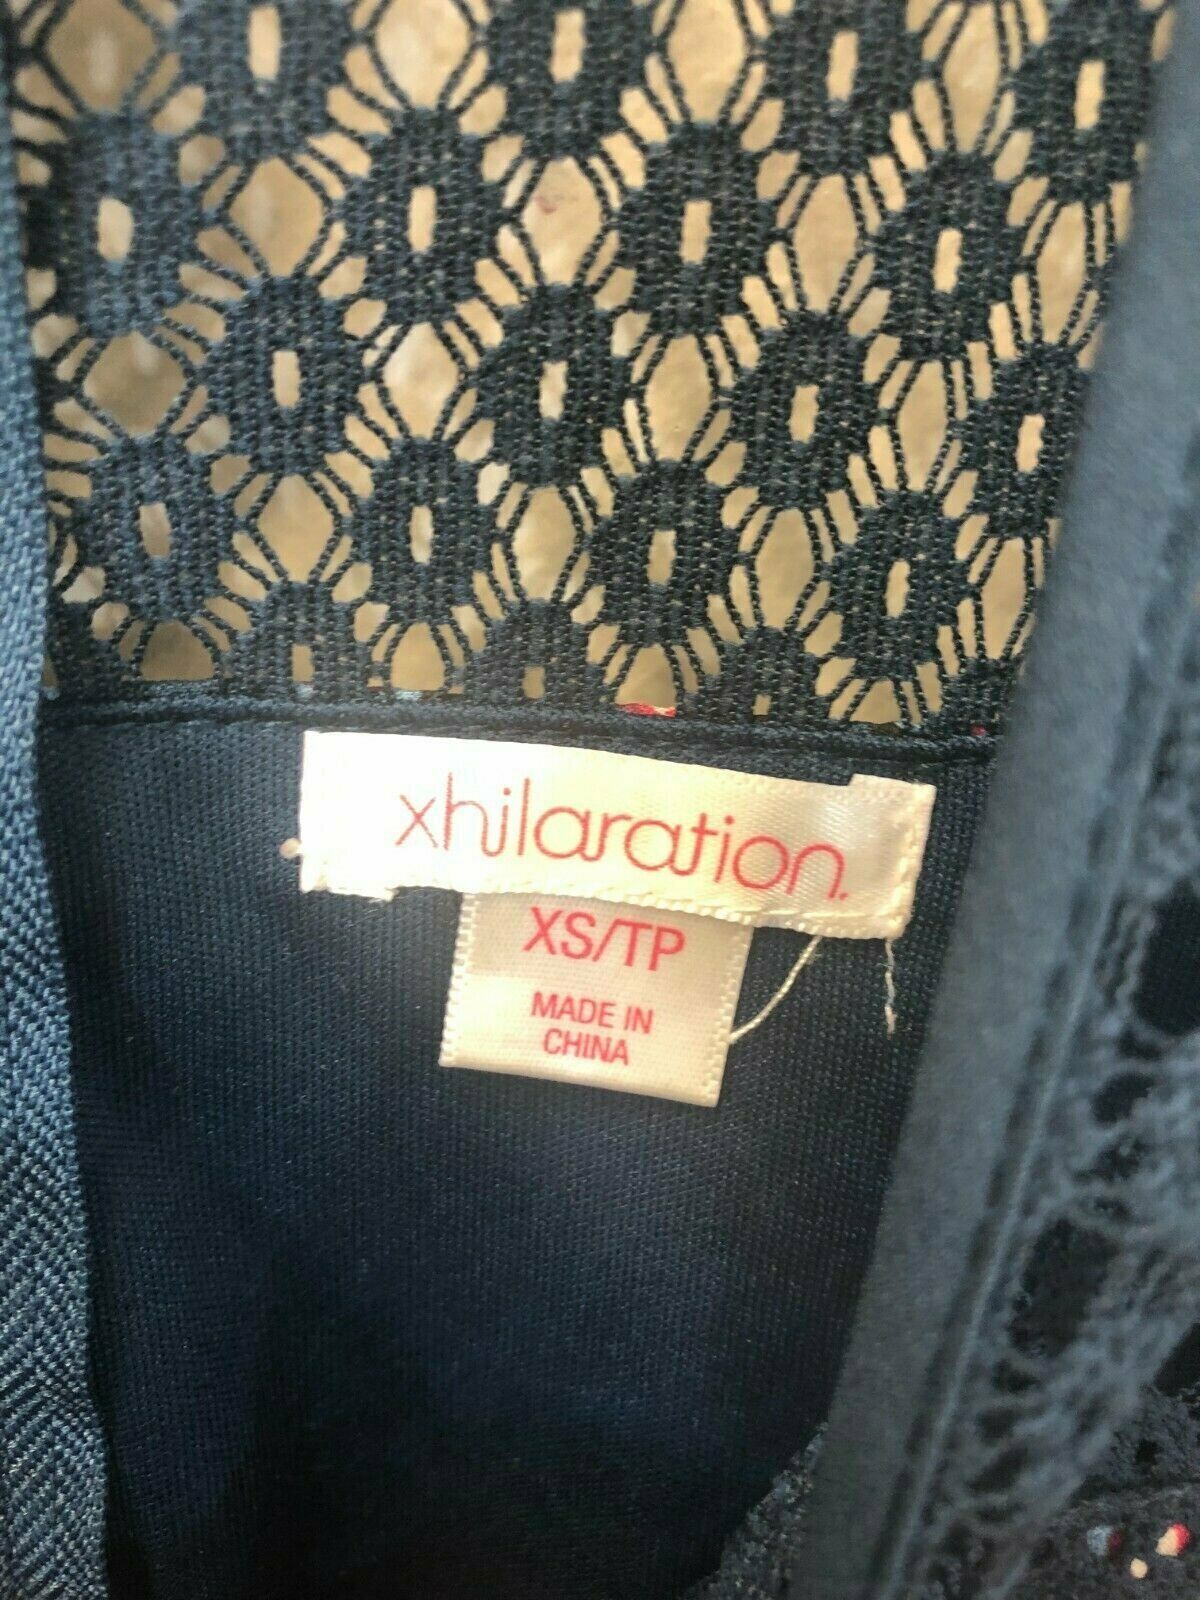 xhilaration.
XS/TP
MADE IN
CHINA